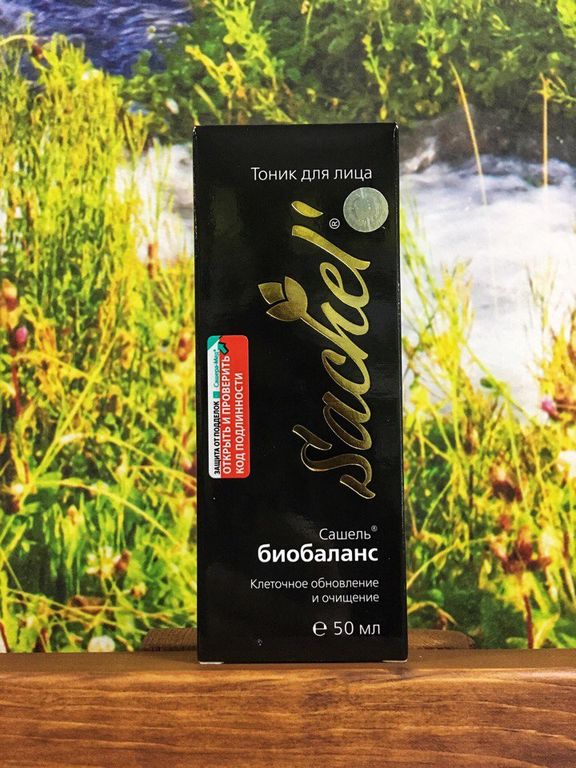 Тоник для лица
Sachel'®
ЗАЩИТА ОТ ПОДДЕЛОК
ОТКРЫТЬ И ПРОВЕРИТЬ
КОД ПОДЛИННОСТИ
Сашель®
биобаланс
Клеточное обновление
и очищение
℮ 50 мл